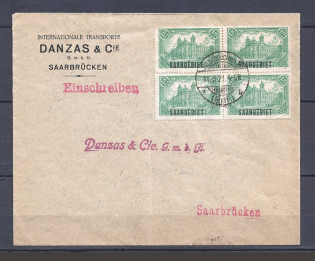 INTERNATIONALE TRANSPORTE
DANZAS & CIE
G. m. b. H.
SAARBRÜCKEN
Einschreiben
SAARGEBIET
SAARGEBIET
SAARGEBIET
SAARGEBIET
Danzas & Cie. G. m. b. H.
Saarbrücken